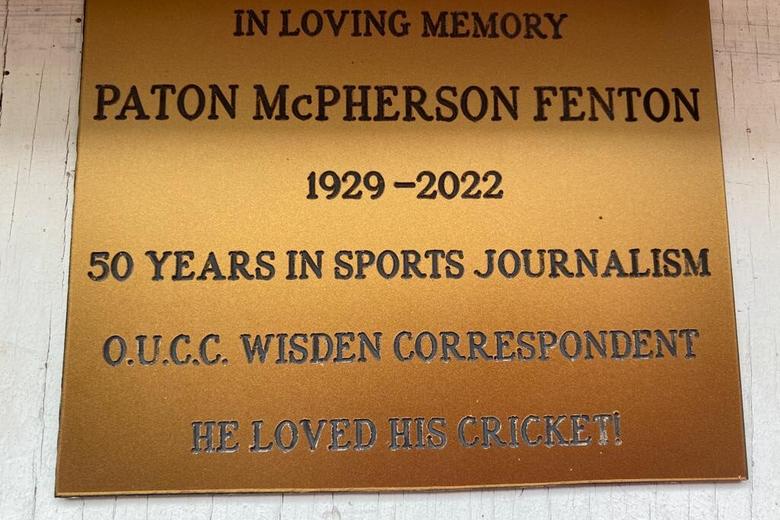 IN LOVING MEMORY
PATON McPHERSON FENTON
1929 –2022
50 YEARS IN SPORTS JOURNALISM
O.U.C.C. WISDEN CORRESPONDENT
HE LOVED HIS CRICKET!